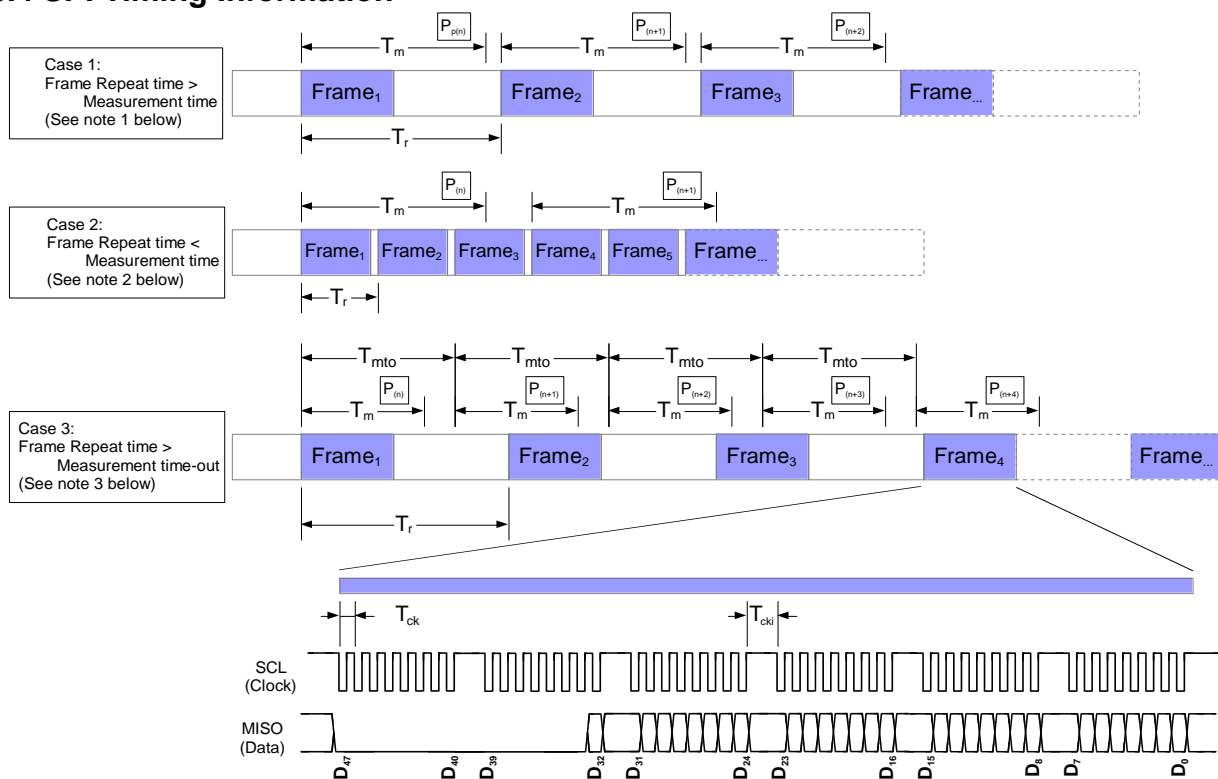 Case 1:
Frame Repeat time >
Measurement time
(See note 1 below)
Tm Pp(n) Tm P(n+1) Tm P(n+2)
Frame1 Frame2 Frame3 Frame...
Tr
Case 2:
Frame Repeat time <
Measurement time
(See note 2 below)
Tm P(n) Tm P(n+1)
Frame1 Frame2 Frame3 Frame4 Frame5 Frame...
Tr
Tmto Tmto Tmto Tmto
Tm P(n) Tm P(n+1) Tm P(n+2) Tm P(n+3) Tm P(n+4)
Case 3:
Frame Repeat time >
Measurement time-out
(See note 3 below)
Frame1 Frame2 Frame3 Frame4 Frame...
Tr
Tck Tcki
SCL
(Clock)
MISO
(Data)
D47 D40 D39 D32 D31 D24 D23 D16 D15 D8 D7 D0